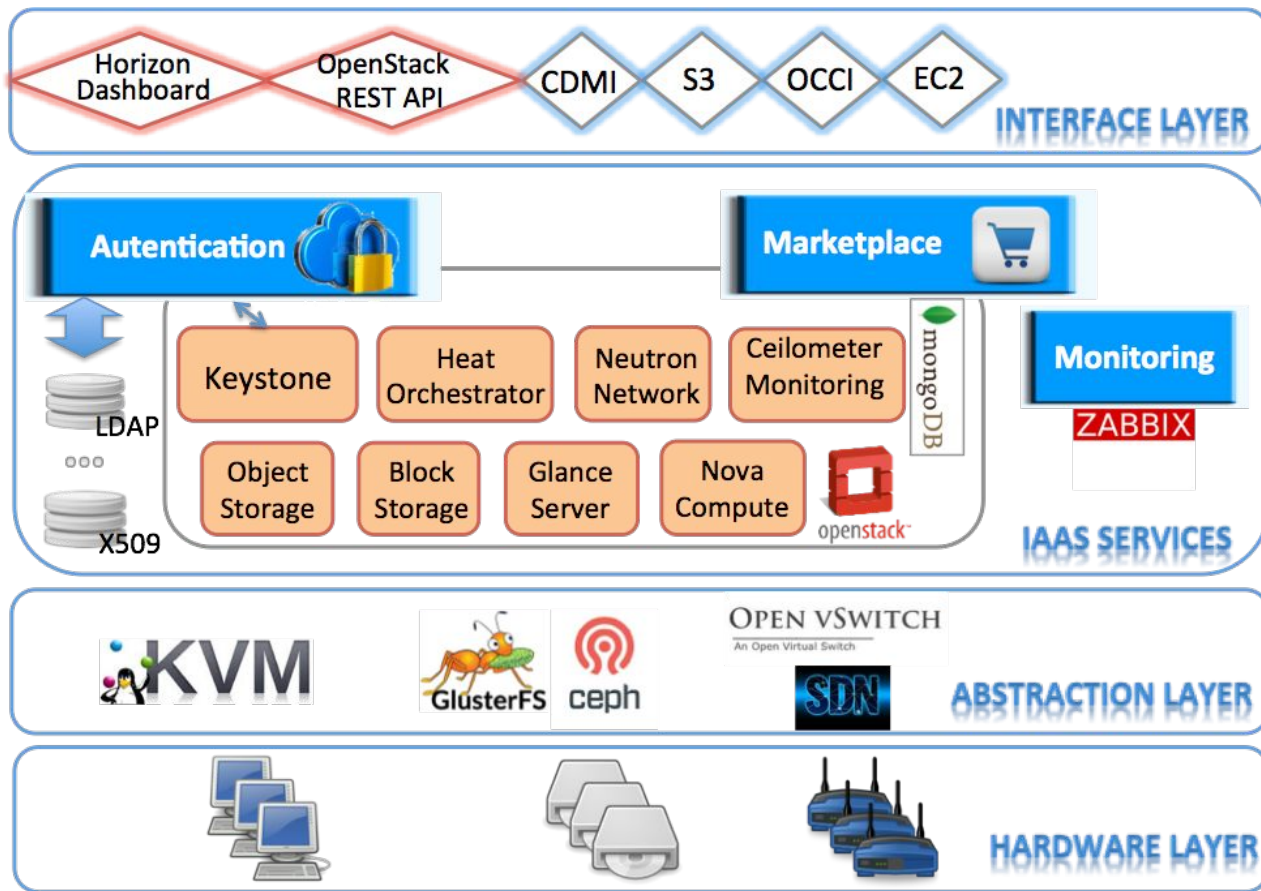 Horizon
Dashboard
OpenStack
REST API
CDMI
S3
OCCI
EC2
INTERFACE LAYER
Autentication
Marketplace
Keystone
Heat
Orchestrator
Neutron
Network
Ceilometer
Monitoring
mongoDB
Monitoring
ZABBIX
LDAP
Object
Storage
Block
Storage
Glance
Server
Nova
Compute
openstack™
X509
IAAS SERVICES
KVM
GlusterFS
ceph
OPEN VSWITCH
An Open Virtual Switch
SDN
ABSTRACTION LAYER
HARDWARE LAYER